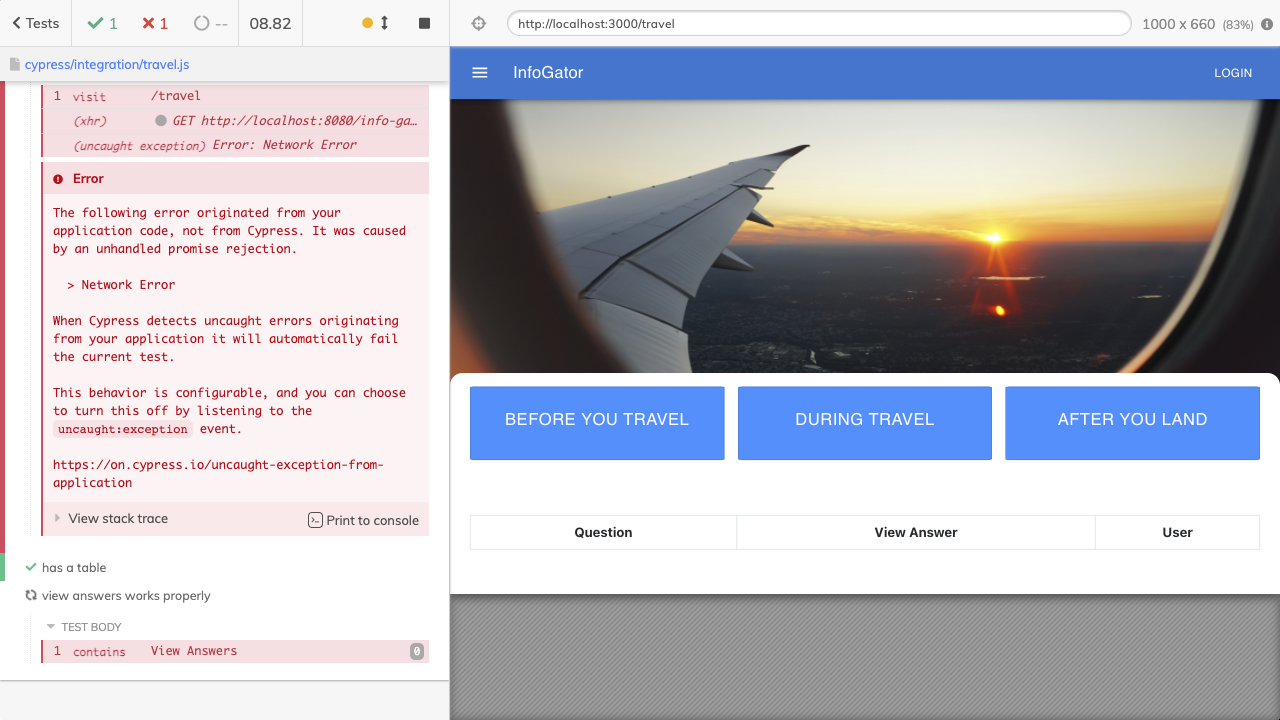 Tests
1
1
--
08.82
http://localhost:3000/travel
1000 x 660 (83%)
cypress/integration/travel.js
1 visit /travel
(xhr) GET http://localhost:8080/info-ga…
(uncaught exception) Error: Network Error
Error
The following error originated from your
application code, not from Cypress. It was caused
by an unhandled promise rejection.
> Network Error
When Cypress detects uncaught errors originating
from your application it will automatically fail
the current test.
This behavior is configurable, and you can choose
to turn this off by listening to the
uncaught:exception event.
https://on.cypress.io/uncaught-exception-from-
application
View stack trace
Print to console
has a table
view answers works properly
TEST BODY
1 contains View Answers 0
InfoGator
LOGIN
BEFORE YOU TRAVEL
DURING TRAVEL
AFTER YOU LAND
Question
View Answer
User